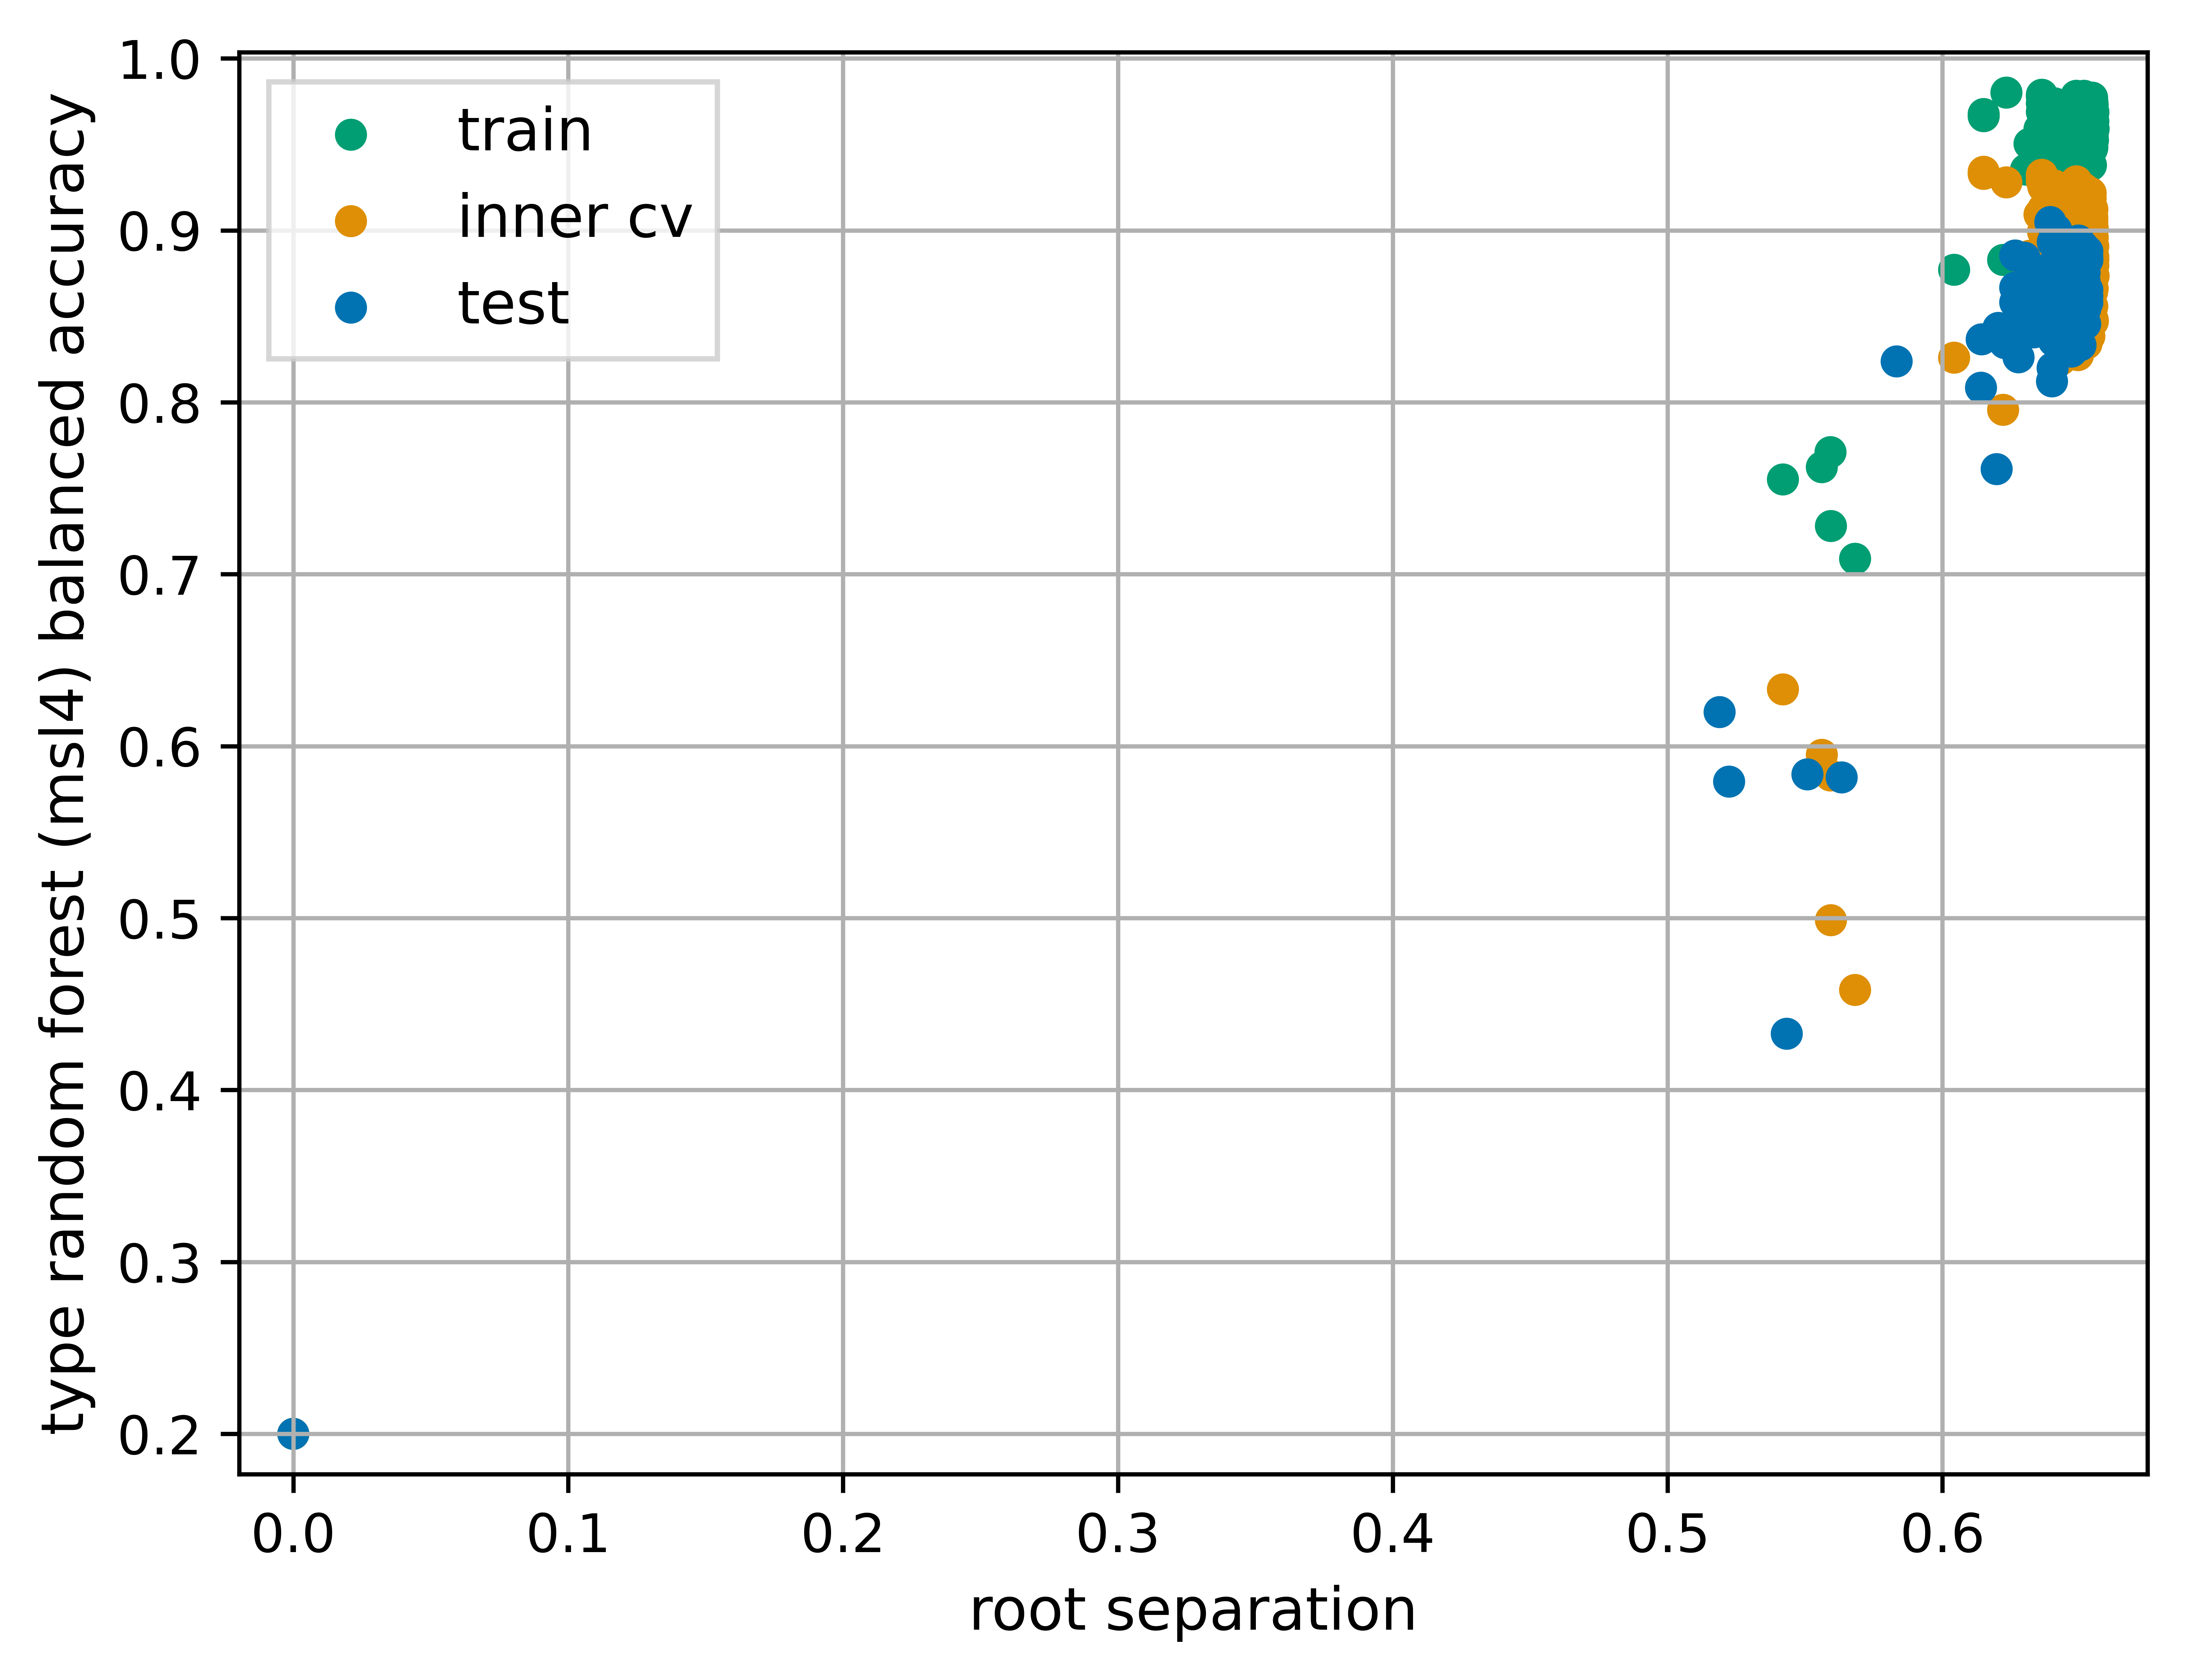 type random forest (msl4) balanced accuracy
1.0
0.9
0.8
0.7
0.6
0.5
0.4
0.3
0.2
train
inner cv
test
0.0 0.1 0.2 0.3 0.4 0.5 0.6
root separation